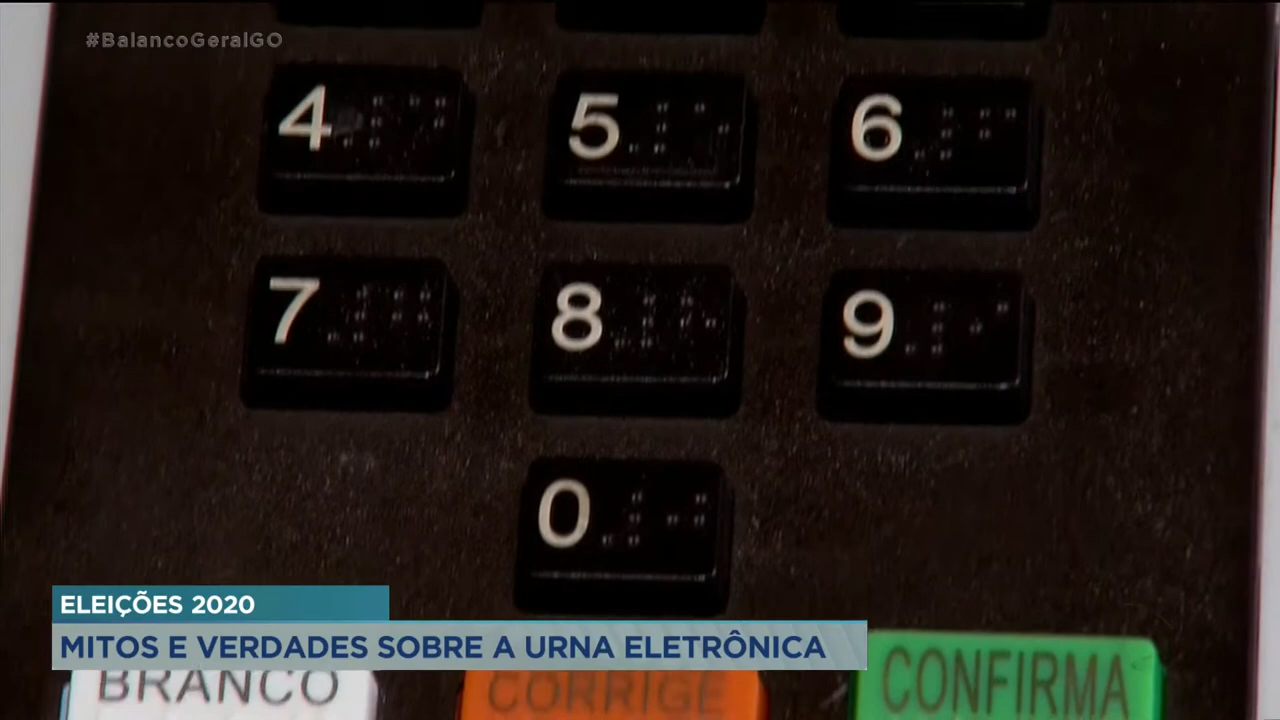 #BalancoGeralGO
4 5 6
7 8 9
0
ELEIÇÕES 2020
MITOS E VERDADES SOBRE A URNA ELETRÔNICA
BRANCO CORRIGE CONFIRMA